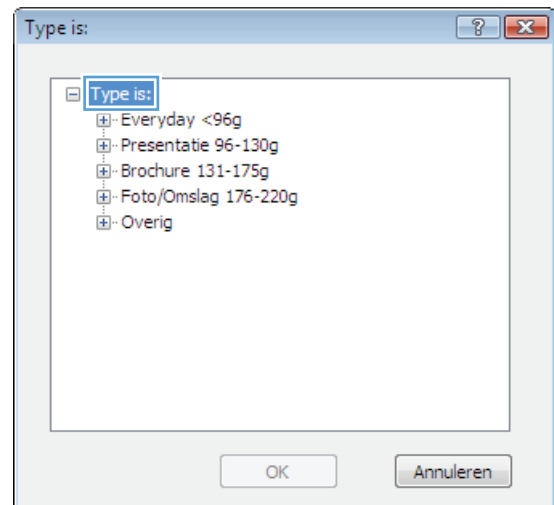 Type is:
Type is:
Everyday <96g
Presentatie 96-130g
Brochure 131-175g
Foto/Omslag 176-220g
Overig
OK Annuleren